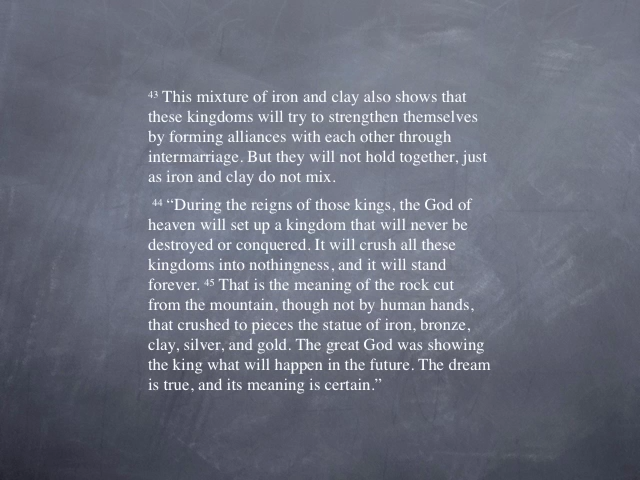 ⁴³ This mixture of iron and clay also shows that
these kingdoms will try to strengthen themselves
by forming alliances with each other through
intermarriage. But they will not hold together, just
as iron and clay do not mix.
⁴⁴ “During the reigns of those kings, the God of
heaven will set up a kingdom that will never be
destroyed or conquered. It will crush all these
kingdoms into nothingness, and it will stand
forever. ⁴⁵ That is the meaning of the rock cut
from the mountain, though not by human hands,
that crushed to pieces the statue of iron, bronze,
clay, silver, and gold. The great God was showing
the king what will happen in the future. The dream
is true, and its meaning is certain.”